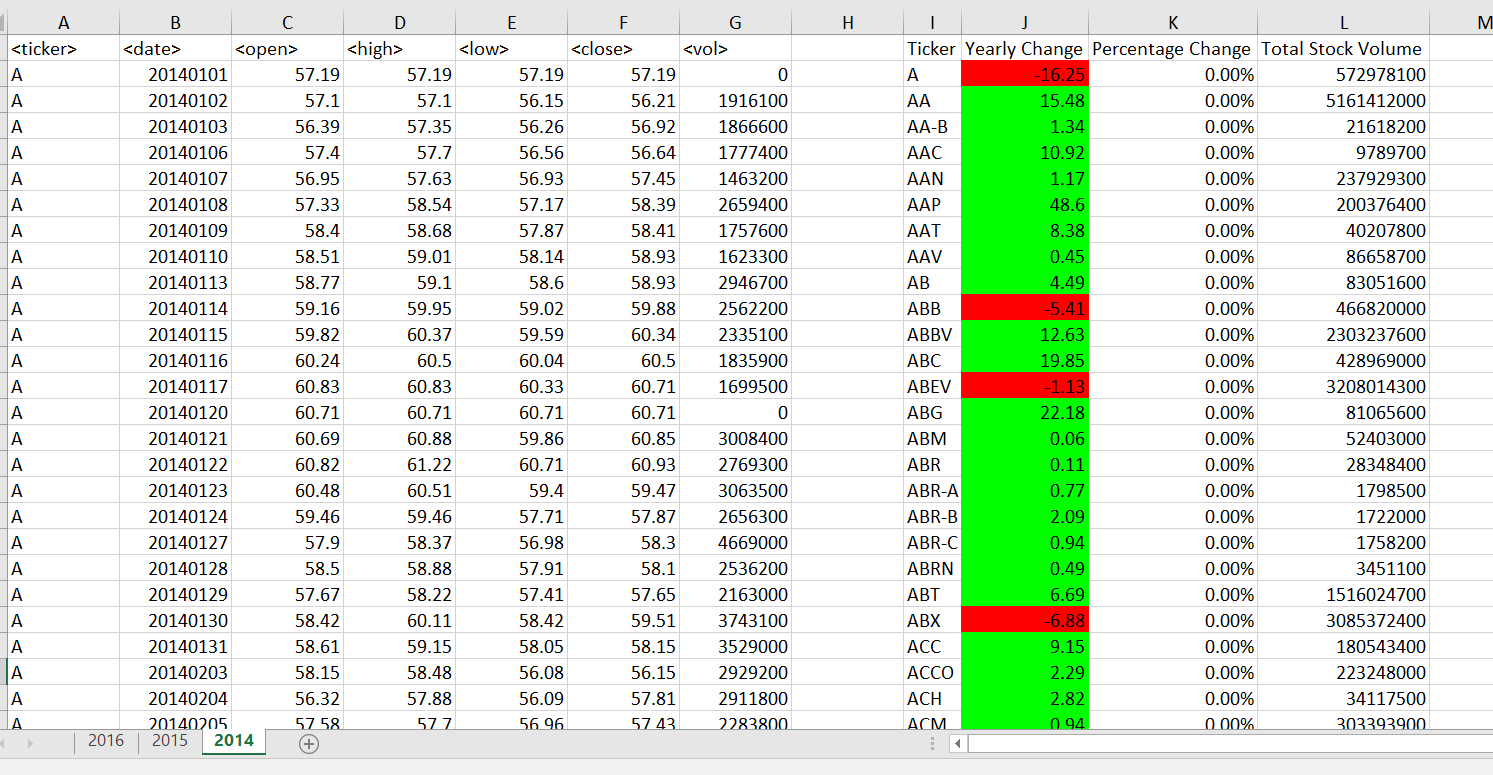 A B C D E F G H I J K L M
<ticker> <date> <open> <high> <low> <close> <vol> Ticker Yearly Change Percentage Change Total Stock Volume
A 20140101 57.19 57.19 57.19 57.19 0 A -16.25 0.00% 572978100
A 20140102 57.1 57.1 56.15 56.21 1916100 AA 15.48 0.00% 5161412000
A 20140103 56.39 57.35 56.26 56.92 1866600 AA-B 1.34 0.00% 21618200
A 20140106 57.4 57.7 56.56 56.64 1777400 AAC 10.92 0.00% 9789700
A 20140107 56.95 57.63 56.93 57.45 1463200 AAN 1.17 0.00% 237929300
A 20140108 57.33 58.54 57.17 58.39 2659400 AAP 48.6 0.00% 200376400
A 20140109 58.4 58.68 57.87 58.41 1757600 AAT 8.38 0.00% 40207800
A 20140110 58.51 59.01 58.14 58.93 1623300 AAV 0.45 0.00% 86658700
A 20140113 58.77 59.1 58.6 58.93 2946700 AB 4.49 0.00% 83051600
A 20140114 59.16 59.95 59.02 59.88 2562200 ABB -5.41 0.00% 466820000
A 20140115 59.82 60.37 59.59 60.34 2335100 ABBV 12.63 0.00% 2303237600
A 20140116 60.24 60.5 60.04 60.5 1835900 ABC 19.85 0.00% 428969000
A 20140117 60.83 60.83 60.33 60.71 1699500 ABEV -1.13 0.00% 3208014300
A 20140120 60.71 60.71 60.71 60.71 0 ABG 22.18 0.00% 81065600
A 20140121 60.69 60.88 59.86 60.85 3008400 ABM 0.06 0.00% 52403000
A 20140122 60.82 61.22 60.71 60.93 2769300 ABR 0.11 0.00% 28348400
A 20140123 60.48 60.51 59.4 59.47 3063500 ABR-A 0.77 0.00% 1798500
A 20140124 59.46 59.46 57.71 57.87 2656300 ABR-B 2.09 0.00% 1722000
A 20140127 57.9 58.37 56.98 58.3 4669000 ABR-C 0.94 0.00% 1758200
A 20140128 58.5 58.88 57.91 58.1 2536200 ABRN 0.49 0.00% 3451100
A 20140129 57.67 58.22 57.41 57.65 2163000 ABT 6.69 0.00% 1516024700
A 20140130 58.42 60.11 58.42 59.51 3743100 ABX -6.88 0.00% 3085372400
A 20140131 58.61 59.15 58.05 58.15 3529000 ACC 9.15 0.00% 180543400
A 20140203 58.15 58.48 56.08 56.15 2929200 ACCO 2.29 0.00% 223248000
A 20140204 56.32 57.88 56.09 57.81 2911800 ACH 2.82 0.00% 34117500
A 20140205 57.58 57.7 56.96 57.43 2283800 ACM 0.94 0.00% 303393900
2016 2015 2014